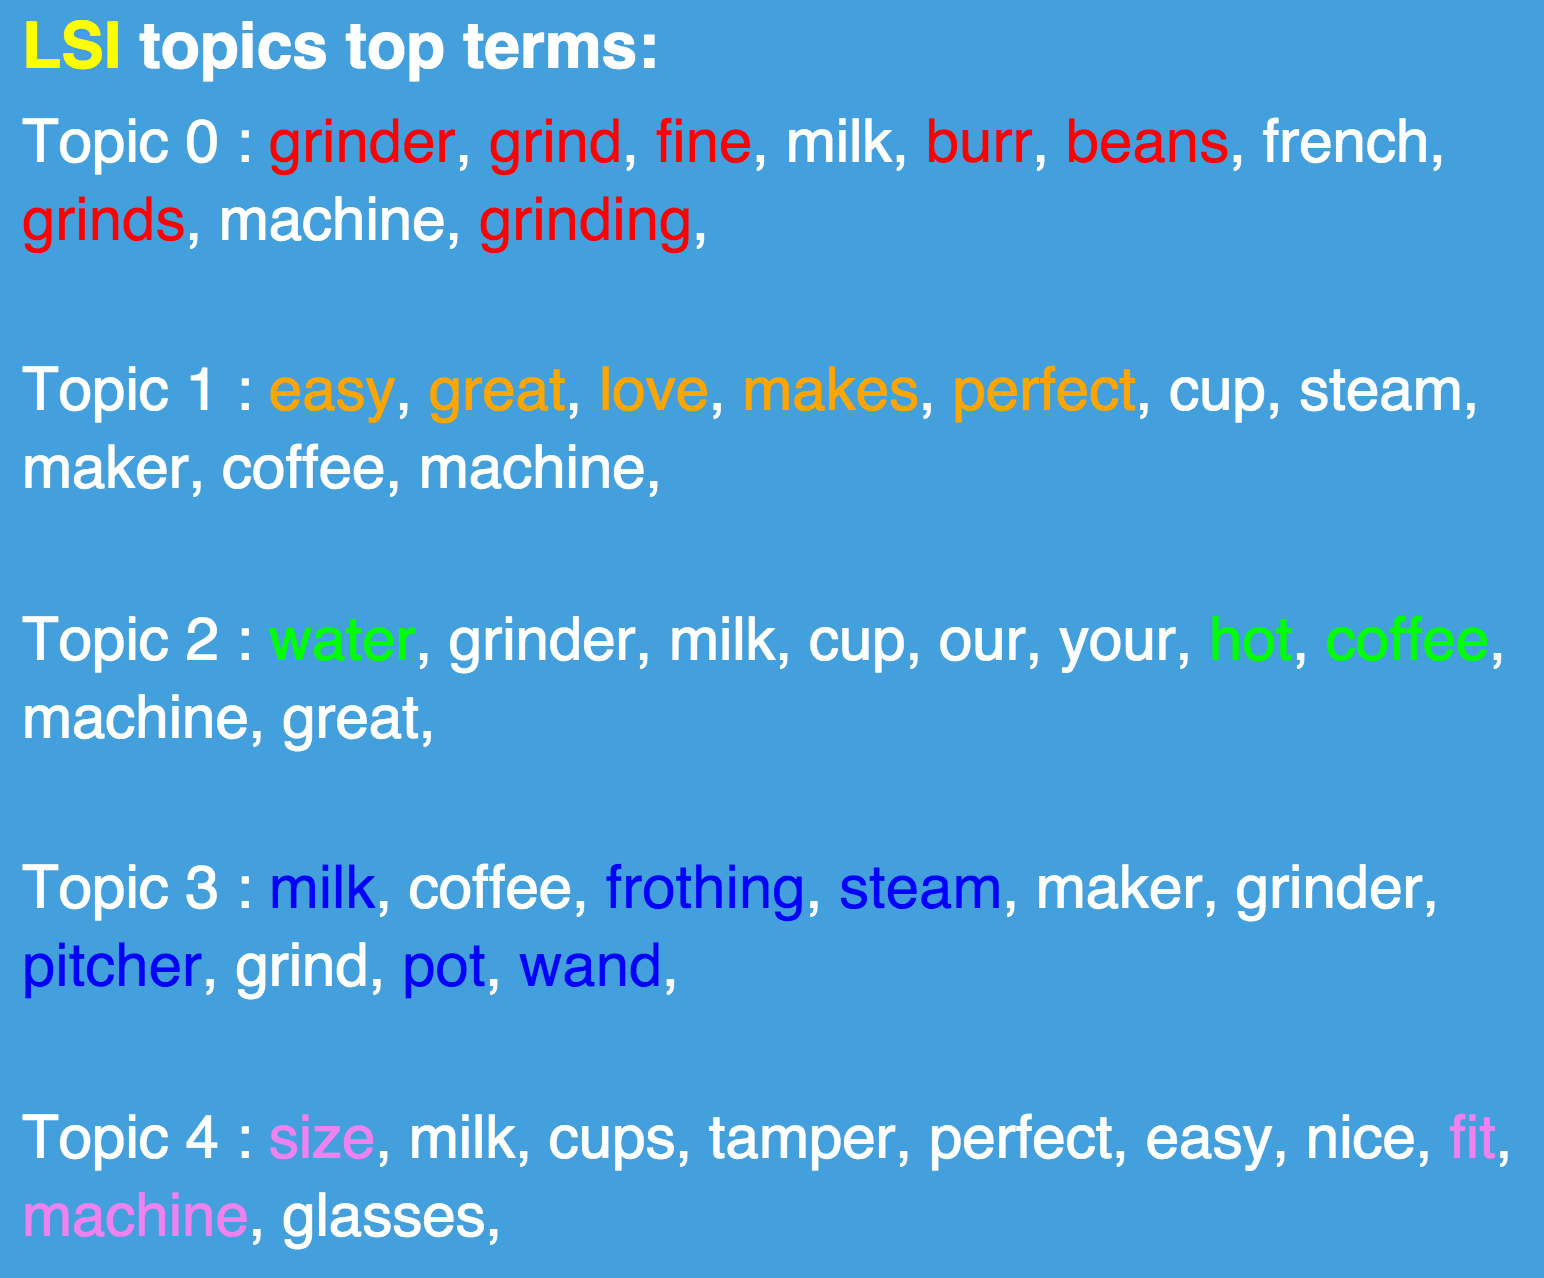 LSI topics top terms:
Topic 0 : grinder, grind, fine, milk, burr, beans, french,
grinds, machine, grinding,
Topic 1 : easy, great, love, makes, perfect, cup, steam,
maker, coffee, machine,
Topic 2 : water, grinder, milk, cup, our, your, hot, coffee,
machine, great,
Topic 3 : milk, coffee, frothing, steam, maker, grinder,
pitcher, grind, pot, wand,
Topic 4 : size, milk, cups, tamper, perfect, easy, nice, fit,
machine, glasses,